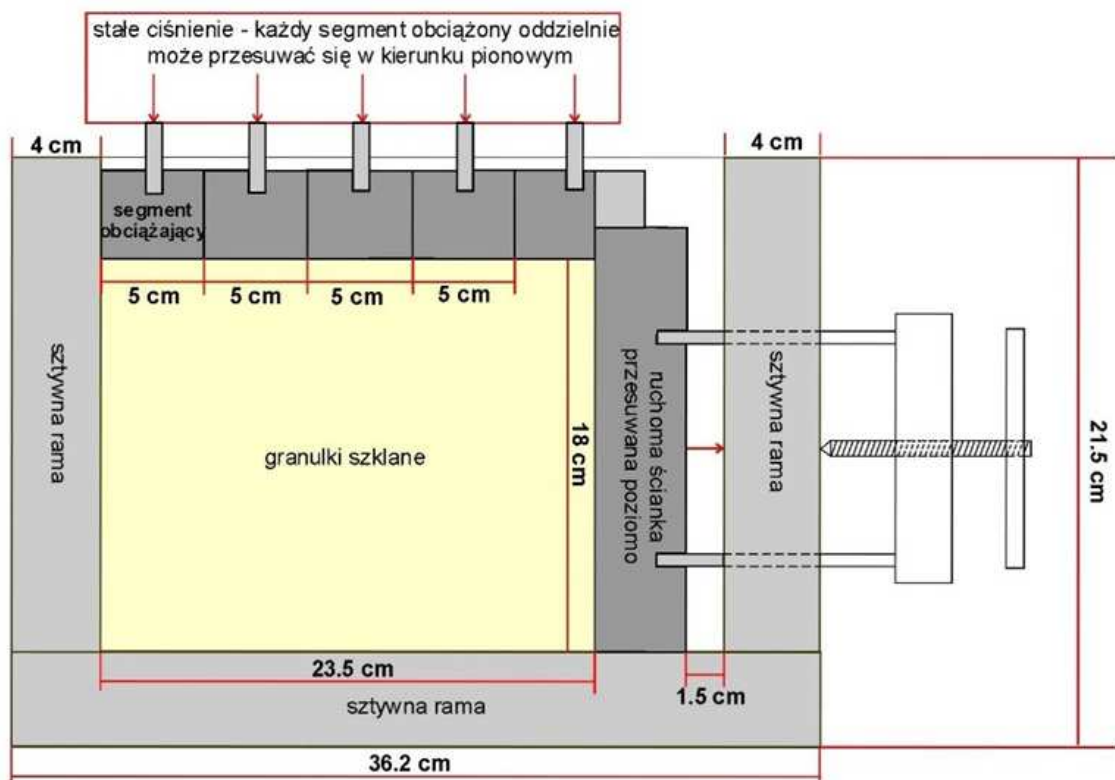 stałe ciśnienie - każdy segment obciążony oddzielnie
może przesuwać się w kierunku pionowym
4 cm
4 cm
segment
obciążający
5 cm
5 cm
5 cm
5 cm
sztywna rama
granulki szklane
18 cm
ruchoma ścianka
przesuwana poziomo
sztywna rama
21.5 cm
23.5 cm
1.5 cm
sztywna rama
36.2 cm